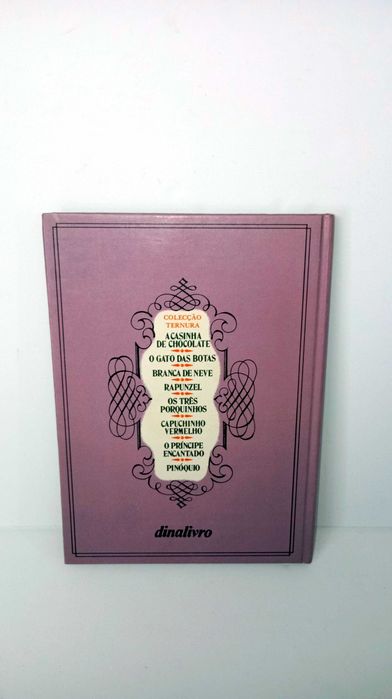 COLECÇÃO
TERNURA
A CASINHA
DE CHOCOLATE
O GATO DAS BOTAS
BRANCA DE NEVE
RAPUNZEL
OS TRÊS
PORQUINHOS
CAPUCHINHO
VERMELHO
O PRÍNCIPE
ENCANTADO
PINÓQUIO
dinalivro